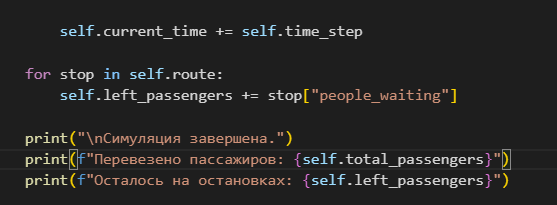 self.current_time += self.time_step
for stop in self.route:
self.left_passengers += stop["people_waiting"]
print("\nСимуляция завершена.")
print(f"Перевезено пассажиров: {self.total_passengers}")
print(f"Осталось на остановках: {self.left_passengers}")